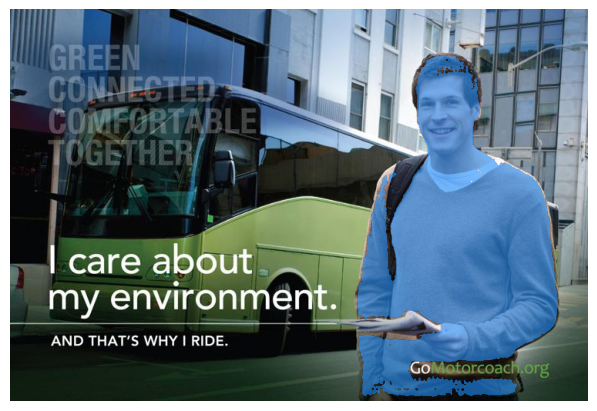 GREEN
CONNECTED
COMFORTABLE
TOGETHER
I care about
my environment.
AND THAT'S WHY I RIDE.
GoMotorcoach.org